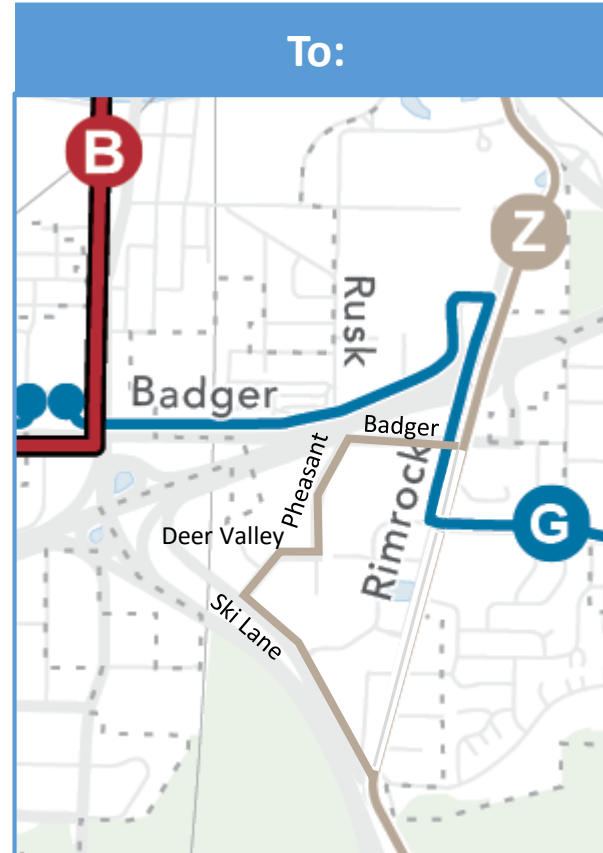 To:
B
Z
Rusk
Badger
Badger
Pheasant
Rimrock
G
Deer Valley
Ski Lane